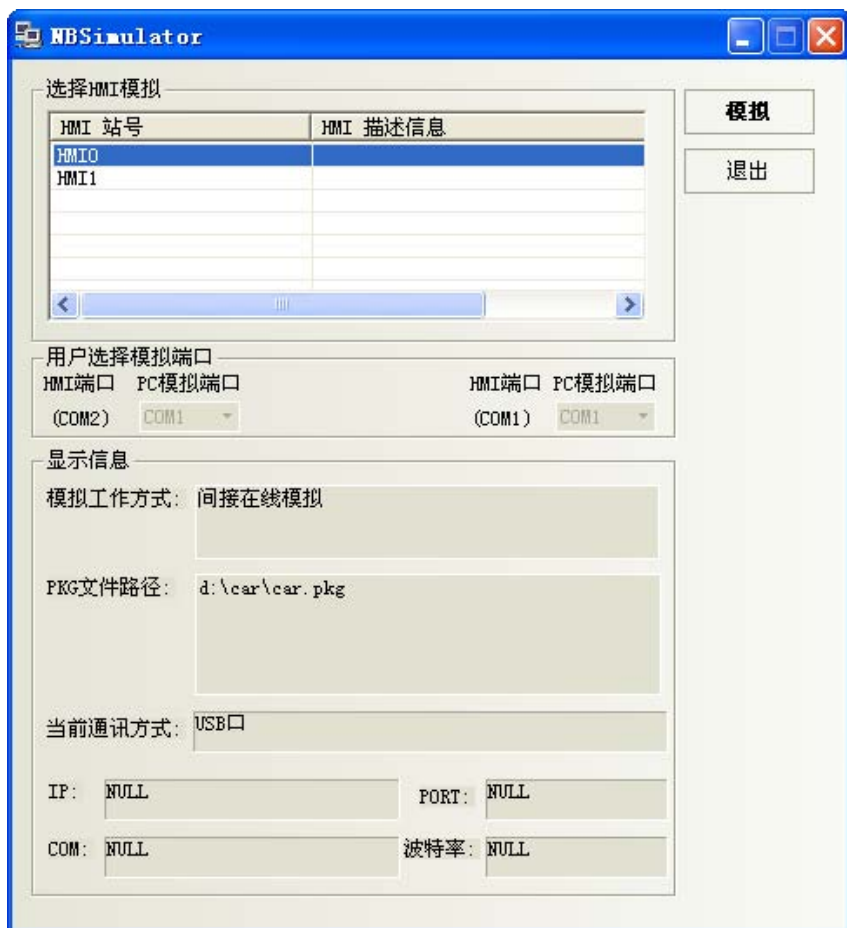 NBSimulator
选择HMI模拟
HMI 站号 HMI 描述信息
HMI0
HMI1
模拟
退出
用户选择模拟端口
HMI端口 PC模拟端口 HMI端口 PC模拟端口
(COM2) COM1 (COM1) COM1
显示信息
模拟工作方式: 间接在线模拟
PKG文件路径: d:\car\car.pkg
当前通讯方式: USB口
IP: NULL PORT: NULL
COM: NULL 波特率: NULL